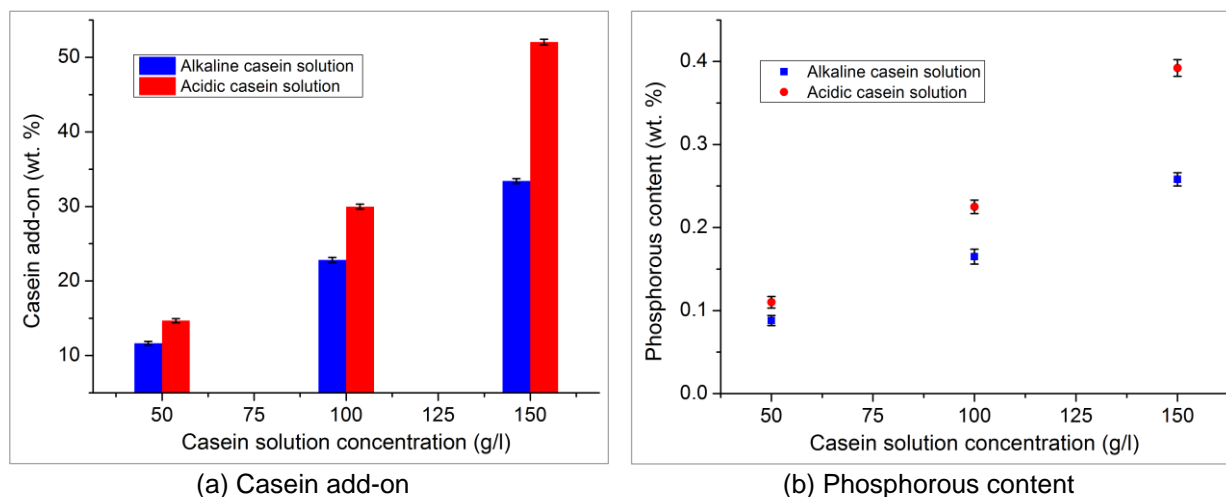 50
40
30
20
10
Casein add-on (wt. %)
Alkaline casein solution
Acidic casein solution
50 75 100 125 150
Casein solution concentration (g/l)
(a) Casein add-on
0.4
0.3
0.2
0.1
0.0
Phosphorous content (wt. %)
Alkaline casein solution
Acidic casein solution
50 75 100 125 150
Casein solution concentration (g/l)
(b) Phosphorous content